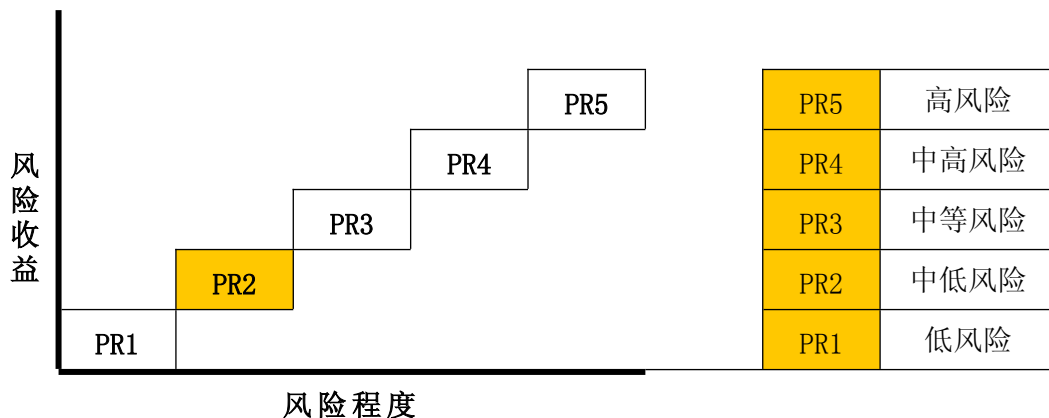 风险收益
PR5
PR4
PR3
PR2
PR1
风险程度
PR5 高风险
PR4 中高风险
PR3 中等风险
PR2 中低风险
PR1 低风险